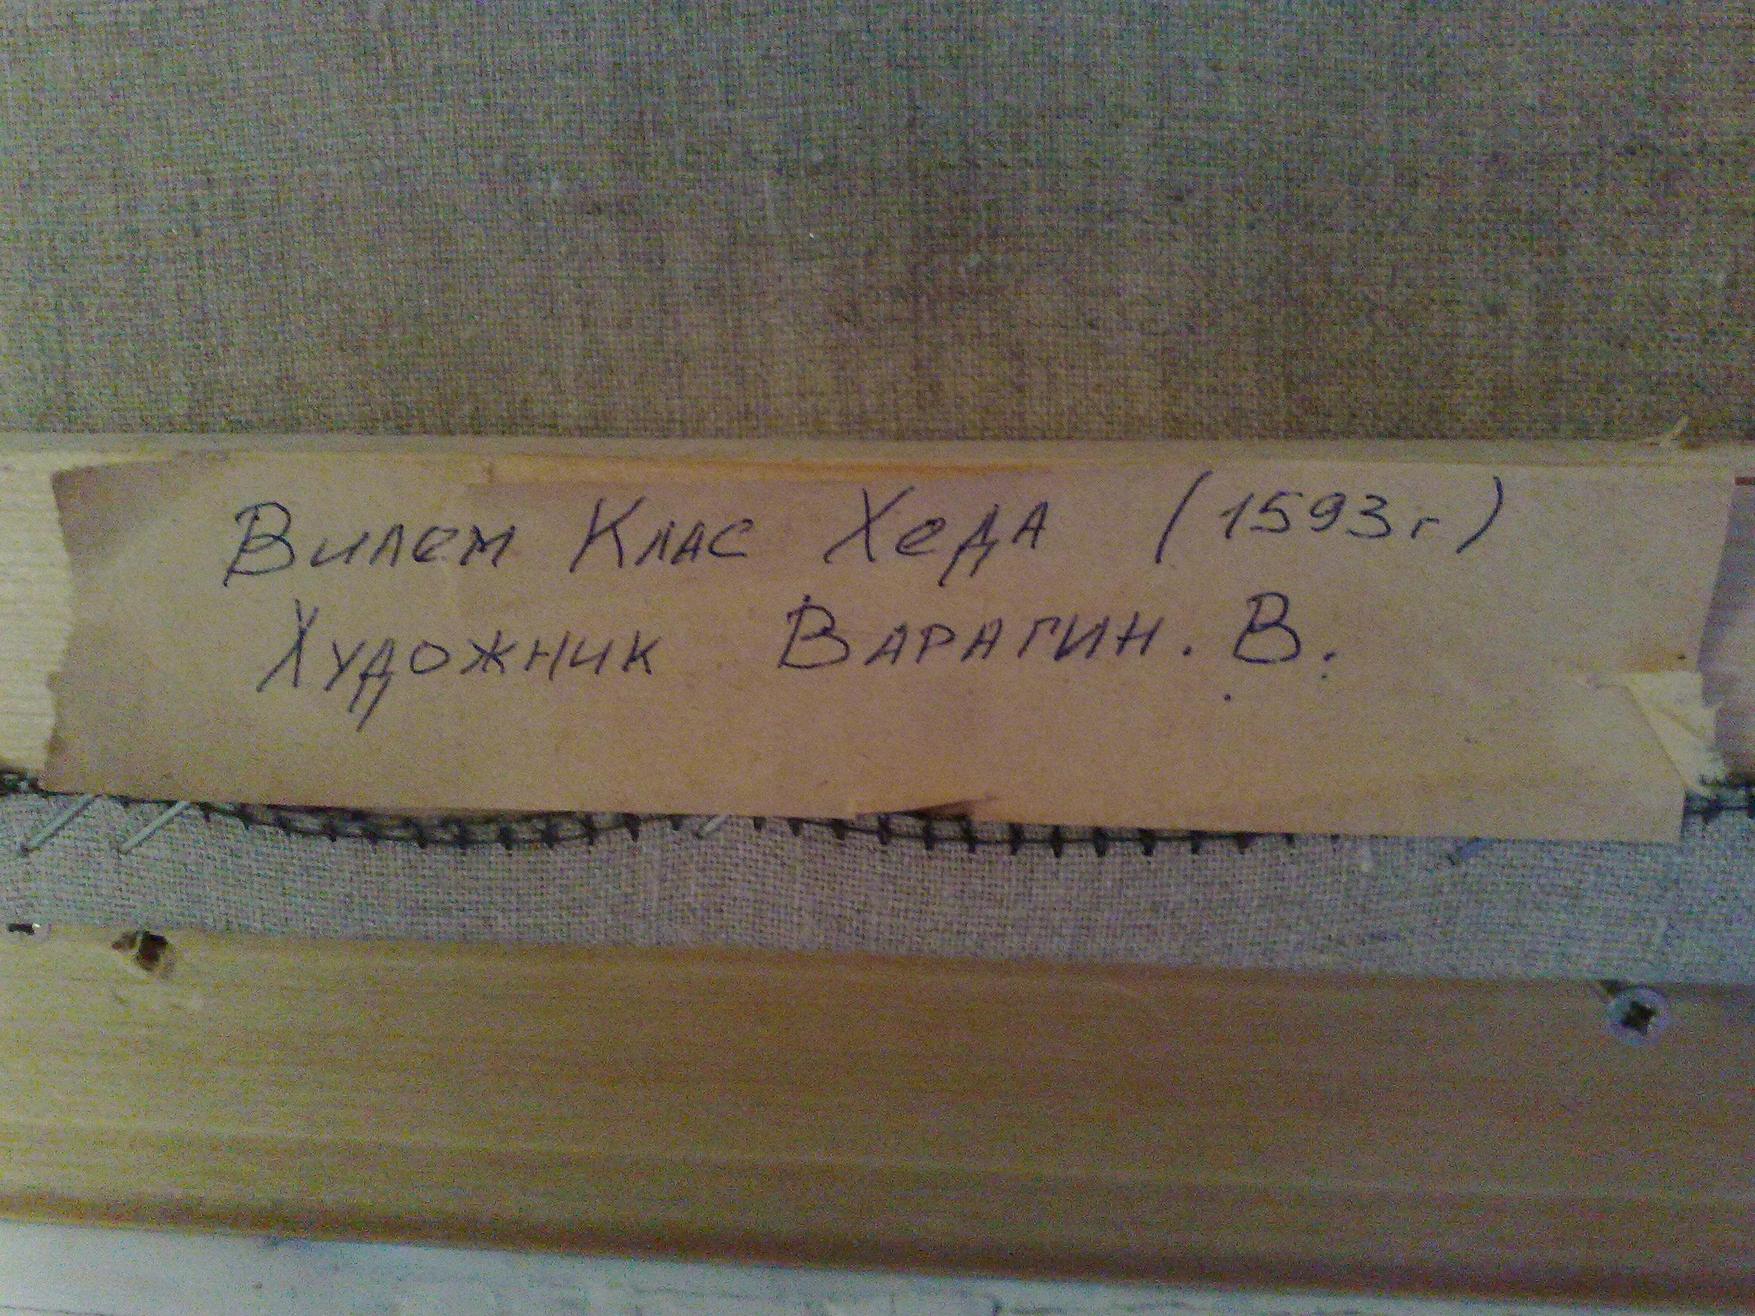 Вилем Клас Хеда (1593г)
Художник Варагин. В.